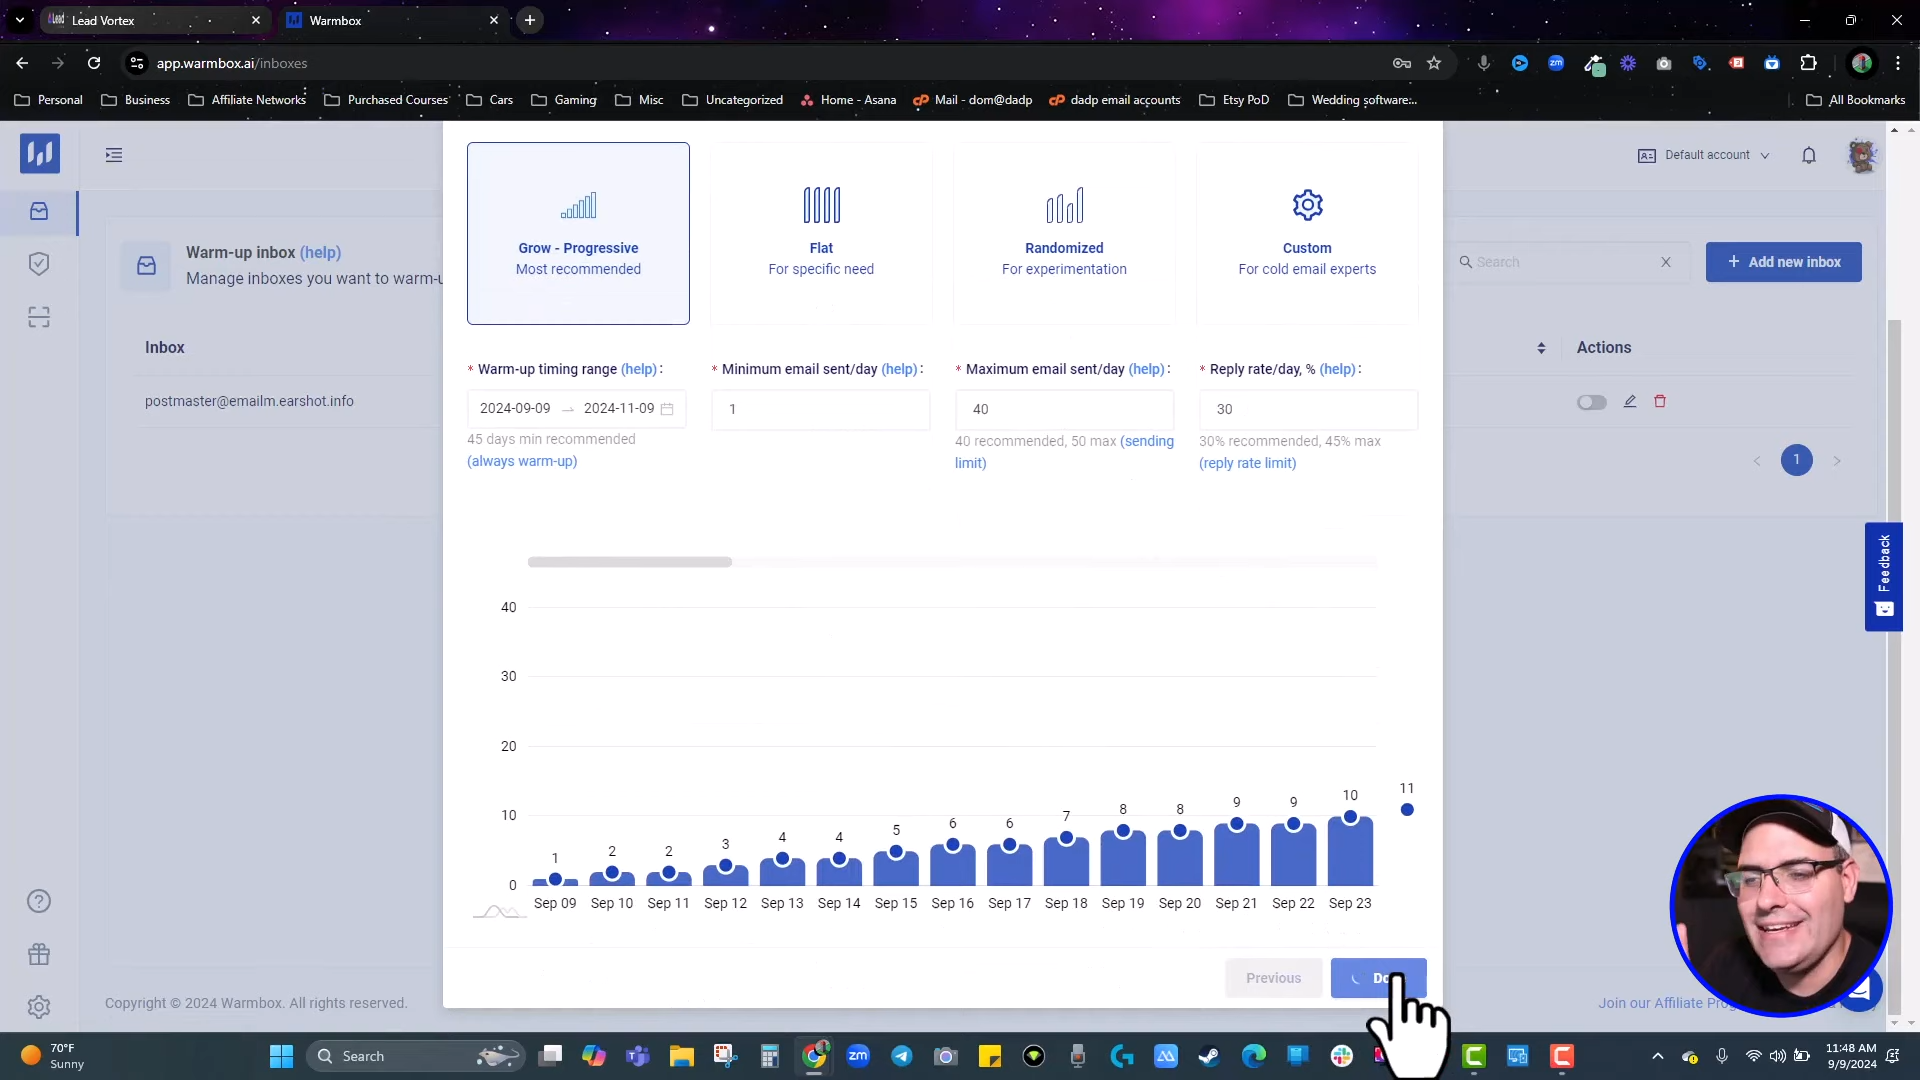 Lead Vortex
Warmbox
app.warmbox.ai/inboxes
Personal
Business
Affiliate Networks
Purchased Courses
Cars
Gaming
Misc
Uncategorized
Home - Asana
Mail - dom@dadp
dadp email accounts
Etsy PoD
Wedding software:...
All Bookmarks
Default account
Warm-up inbox (help)
Manage inboxes you want to warm-u
Search
+ Add new inbox
Inbox
Actions
postmaster@emailm.earshot.info
1
Grow - Progressive
Most recommended
Flat
For specific need
Randomized
For experimentation
Custom
For cold email experts
* Warm-up timing range (help) :
* Minimum email sent/day (help) :
* Maximum email sent/day (help) :
* Reply rate/day, % (help) :
2024-09-09 → 2024-11-09
1
40
30
45 days min recommended
(always warm-up)
40 recommended, 50 max (sending
limit)
30% recommended, 45% max
(reply rate limit)
Feedback
40
30
20
10
0
1
2
2
3
4
4
5
6
6
7
8
8
9
9
10
11
Sep 09
Sep 10
Sep 11
Sep 12
Sep 13
Sep 14
Sep 15
Sep 16
Sep 17
Sep 18
Sep 19
Sep 20
Sep 21
Sep 22
Sep 23
Previous
Copyright © 2024 Warmbox. All rights reserved.
Join our Affiliate
70°F
Sunny
Search
zm
11:48 AM
9/9/2024